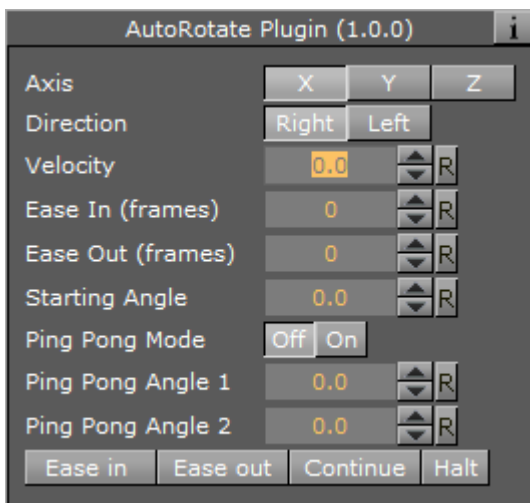 AutoRotate Plugin (1.0.0) i
Axis X Y Z
Direction Right Left
Velocity 0.0 R
Ease In (frames) 0 R
Ease Out (frames) 0 R
Starting Angle 0.0 R
Ping Pong Mode Off On
Ping Pong Angle 1 0.0 R
Ping Pong Angle 2 0.0 R
Ease in Ease out Continue Halt